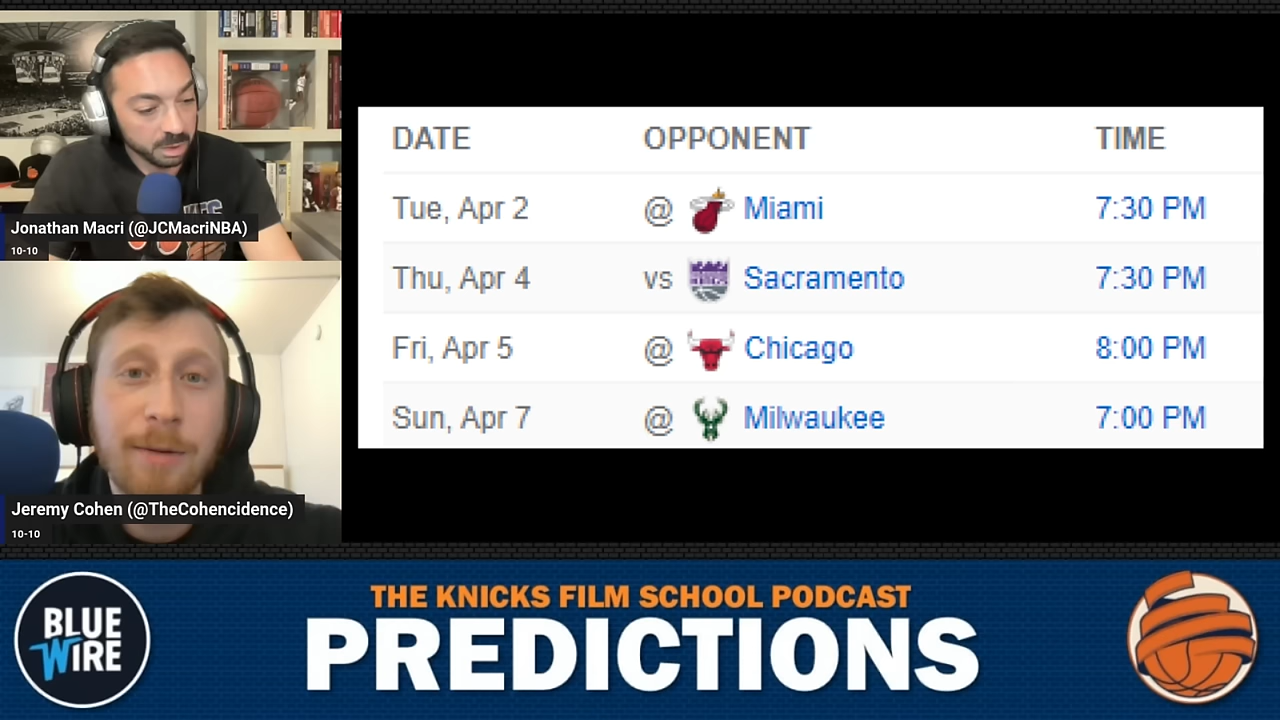 Jonathan Macri (@JCMacriNBA)
10-10
Jeremy Cohen (@TheCohencidence)
10-10
DATE OPPONENT TIME
Tue, Apr 2 @ Miami 7:30 PM
Thu, Apr 4 vs Sacramento 7:30 PM
Fri, Apr 5 @ Chicago 8:00 PM
Sun, Apr 7 @ Milwaukee 7:00 PM
THE KNICKS FILM SCHOOL PODCAST
PREDICTIONS
BLUE
WIRE